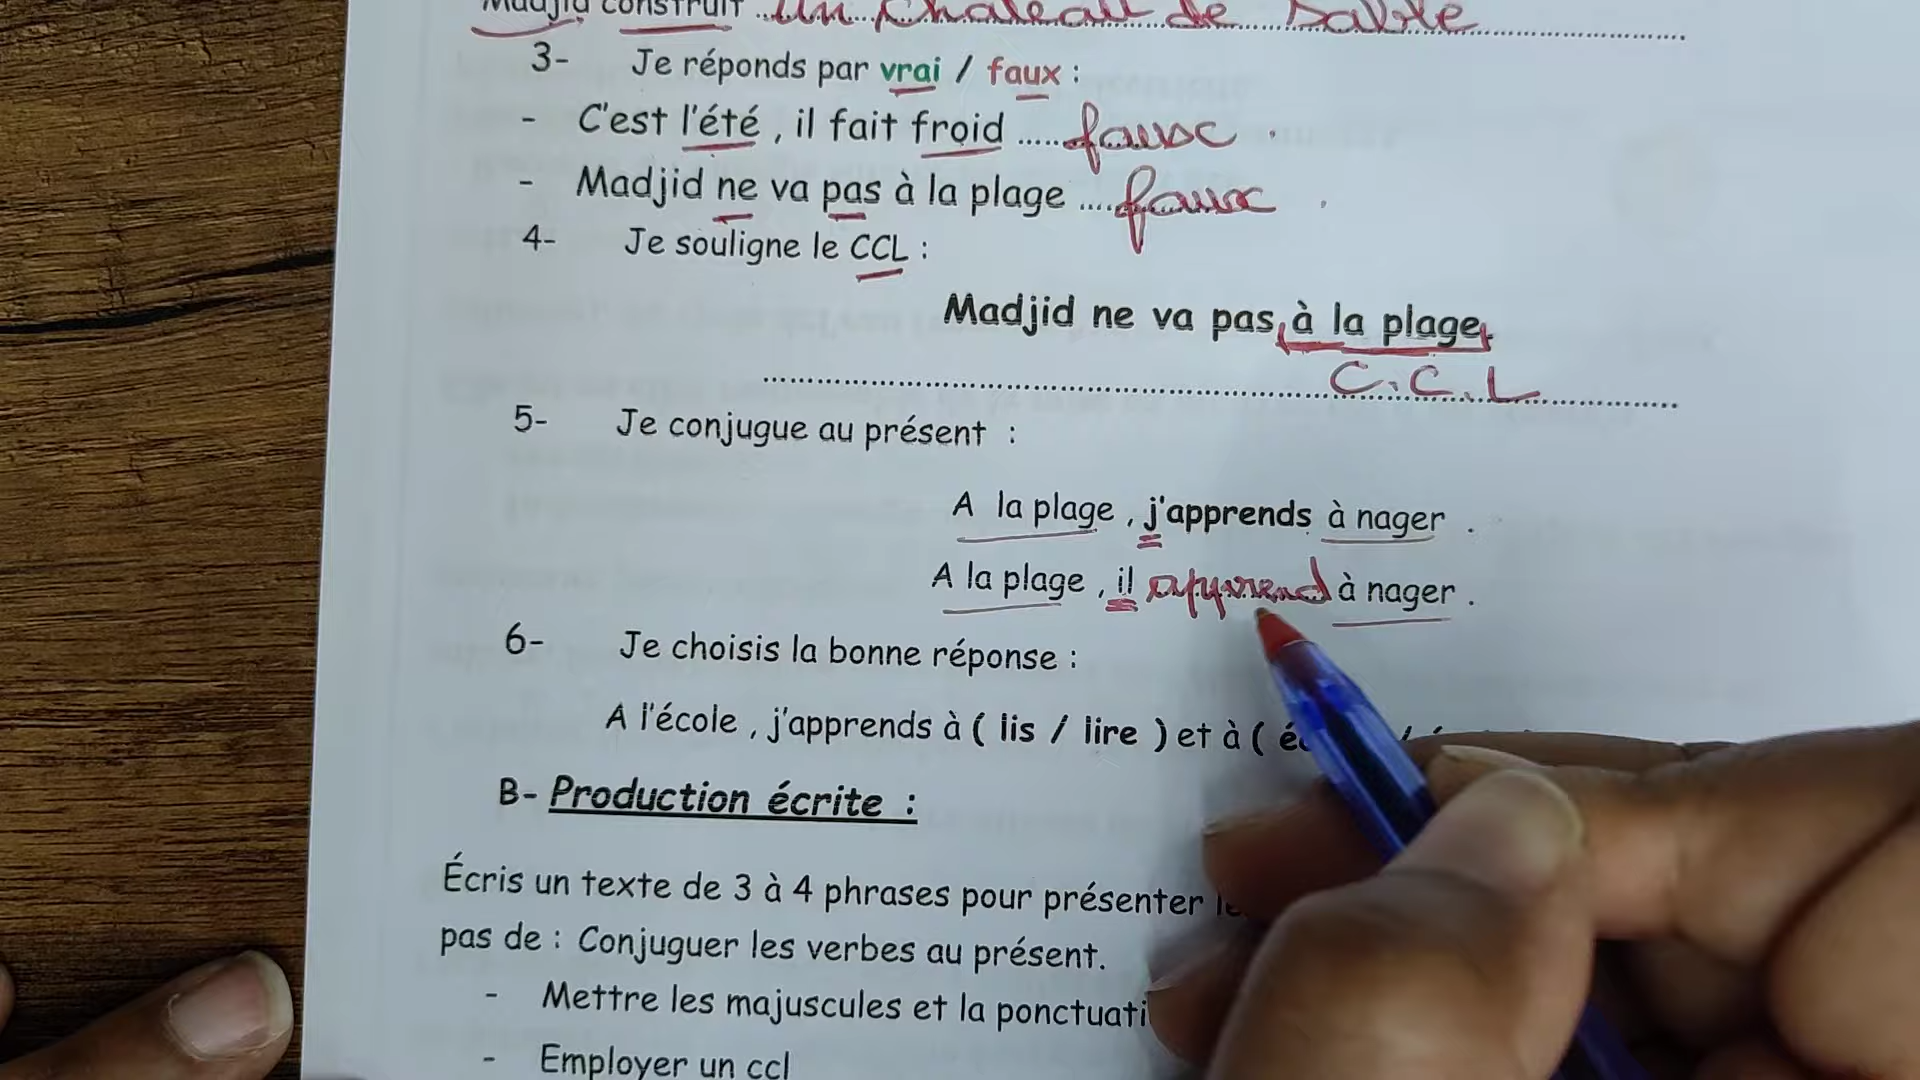 Madjid construit un chateau de sable
3- Je réponds par vrai / faux :
- C'est l'été , il fait froid ..... faux .
- Madjid ne va pas à la plage .... faux .
4- Je souligne le CCL :
Madjid ne va pas à la plage.
C.C.L
5- Je conjugue au présent :
A la plage , j'apprends à nager .
A la plage , il apprend à nager .
6- Je choisis la bonne réponse :
A l'école , j'apprends à ( lis / lire ) et à (
B- Production écrite :
Écris un texte de 3 à 4 phrases pour présenter
pas de : Conjuguer les verbes au présent.
- Mettre les majuscules et la ponctuati
- Employer un ccl